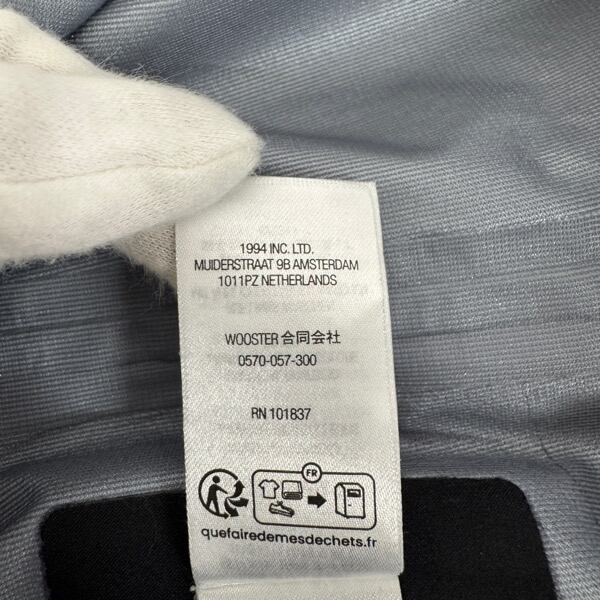 1994 INC. LTD.
MUIDERSTRAAT 9B AMSTERDAM
1011PZ NETHERLANDS
WOOSTER 合同会社
0570-057-300
RN 101837
FR
quefairedemesdechets.fr